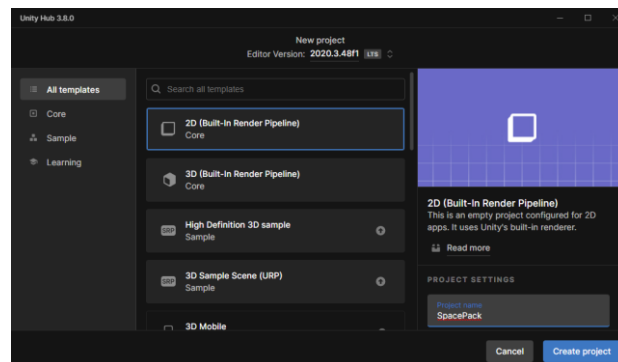 Unity Hub 3.8.0
New project
Editor Version: 2020.3.48f1 LTS
All templates
Core
Sample
Learning
Search all templates
2D (Built-In Render Pipeline)
Core
3D (Built-In Render Pipeline)
Core
SRP
High Definition 3D sample
Sample
SRP
3D Sample Scene (URP)
Sample
3D Mobile
2D (Built-In Render Pipeline)
This is an empty project configured for 2D
apps. It uses Unity's built-in renderer.
Read more
PROJECT SETTINGS
Project name
SpacePack
Cancel
Create project